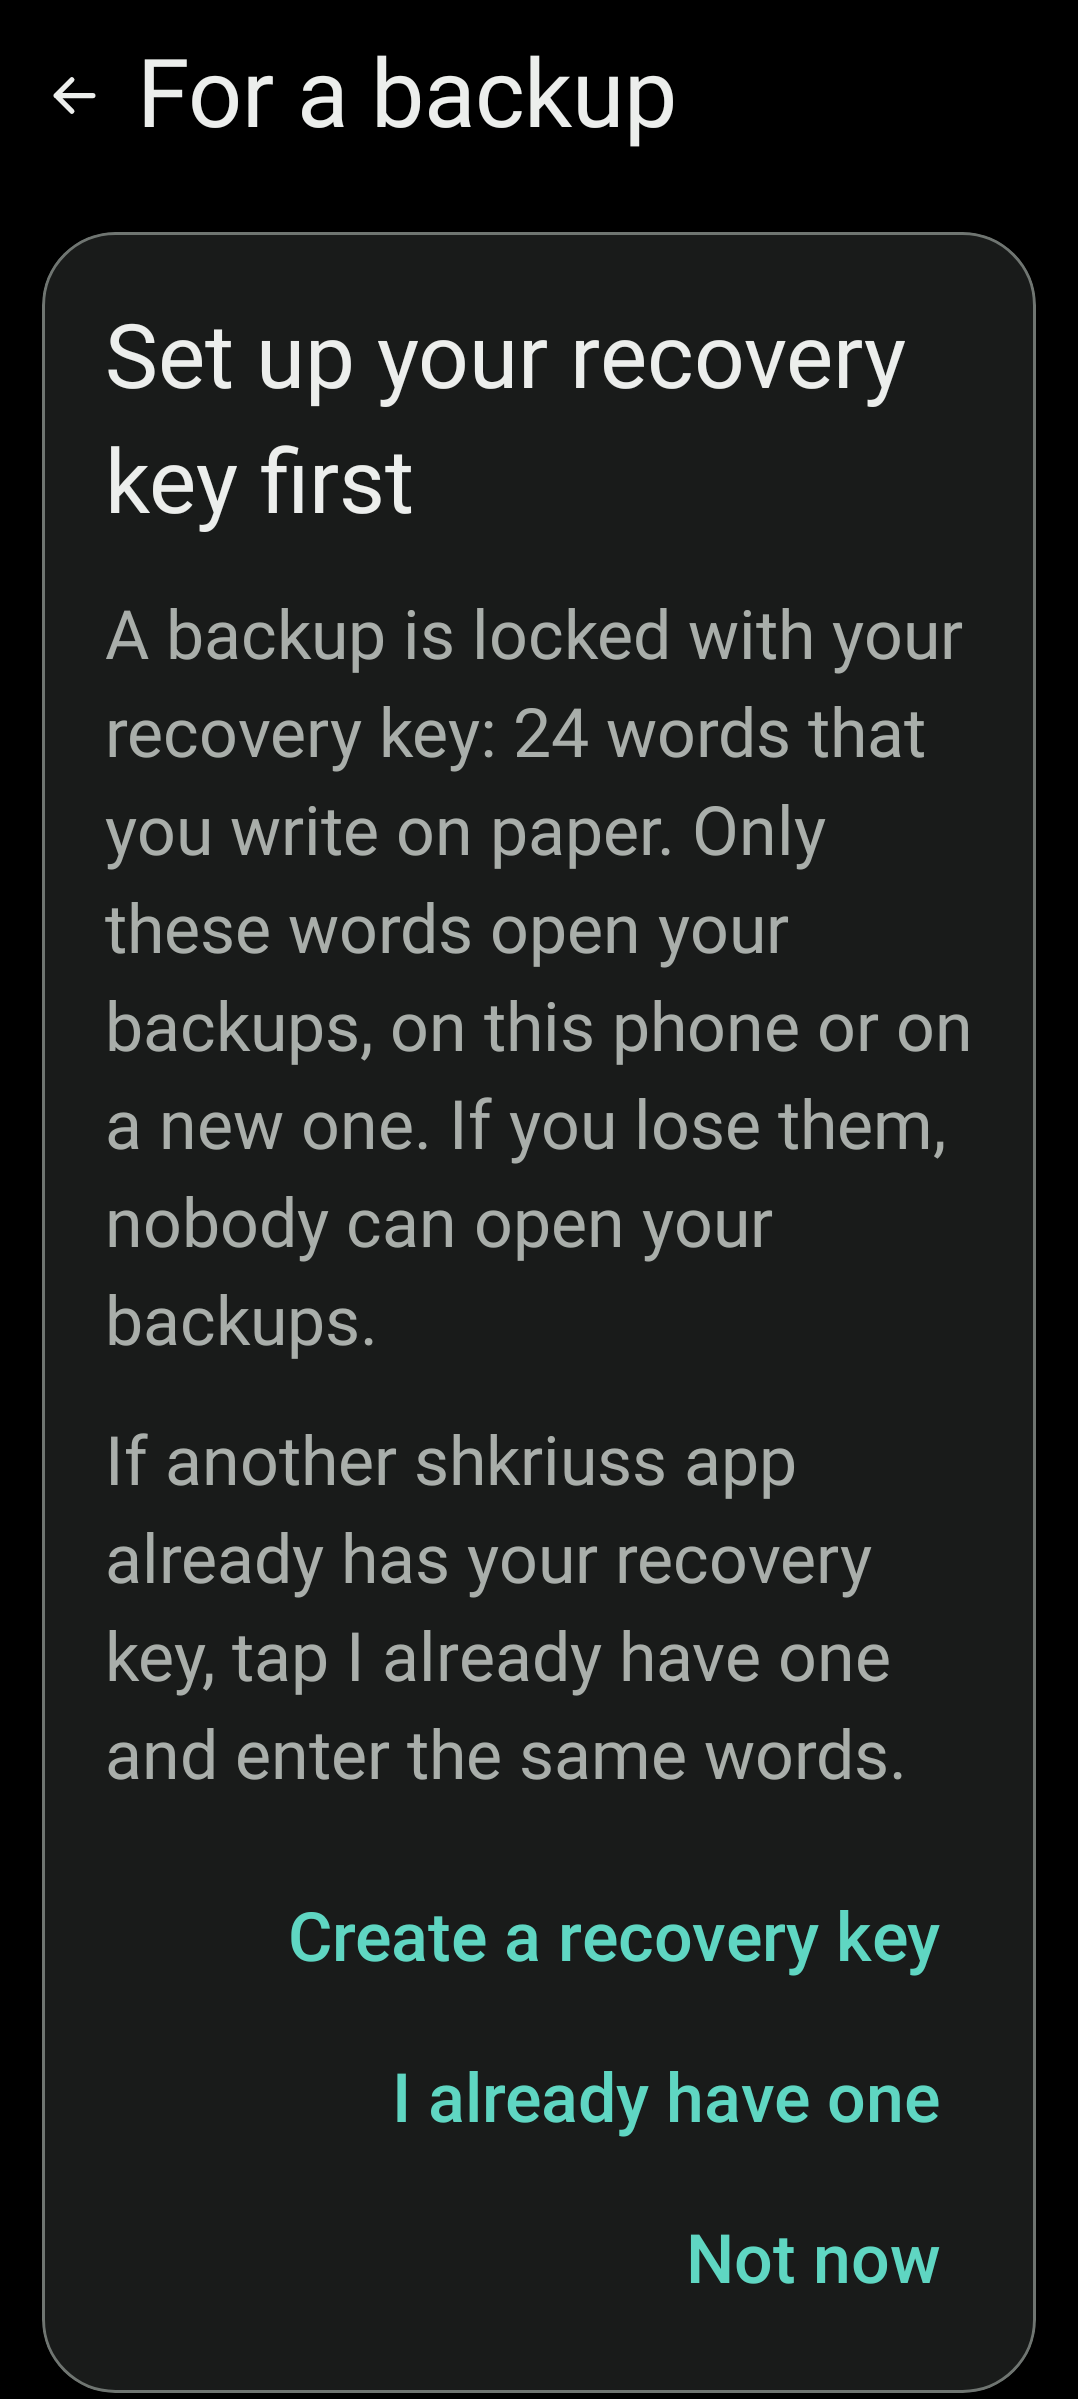 For a backup
Set up your recovery
key first
A backup is locked with your
recovery key: 24 words that
you write on paper. Only
these words open your
backups, on this phone or on
a new one. If you lose them,
nobody can open your
backups.
If another shkriuss app
already has your recovery
key, tap I already have one
and enter the same words.
Create a recovery key
I already have one
Not now